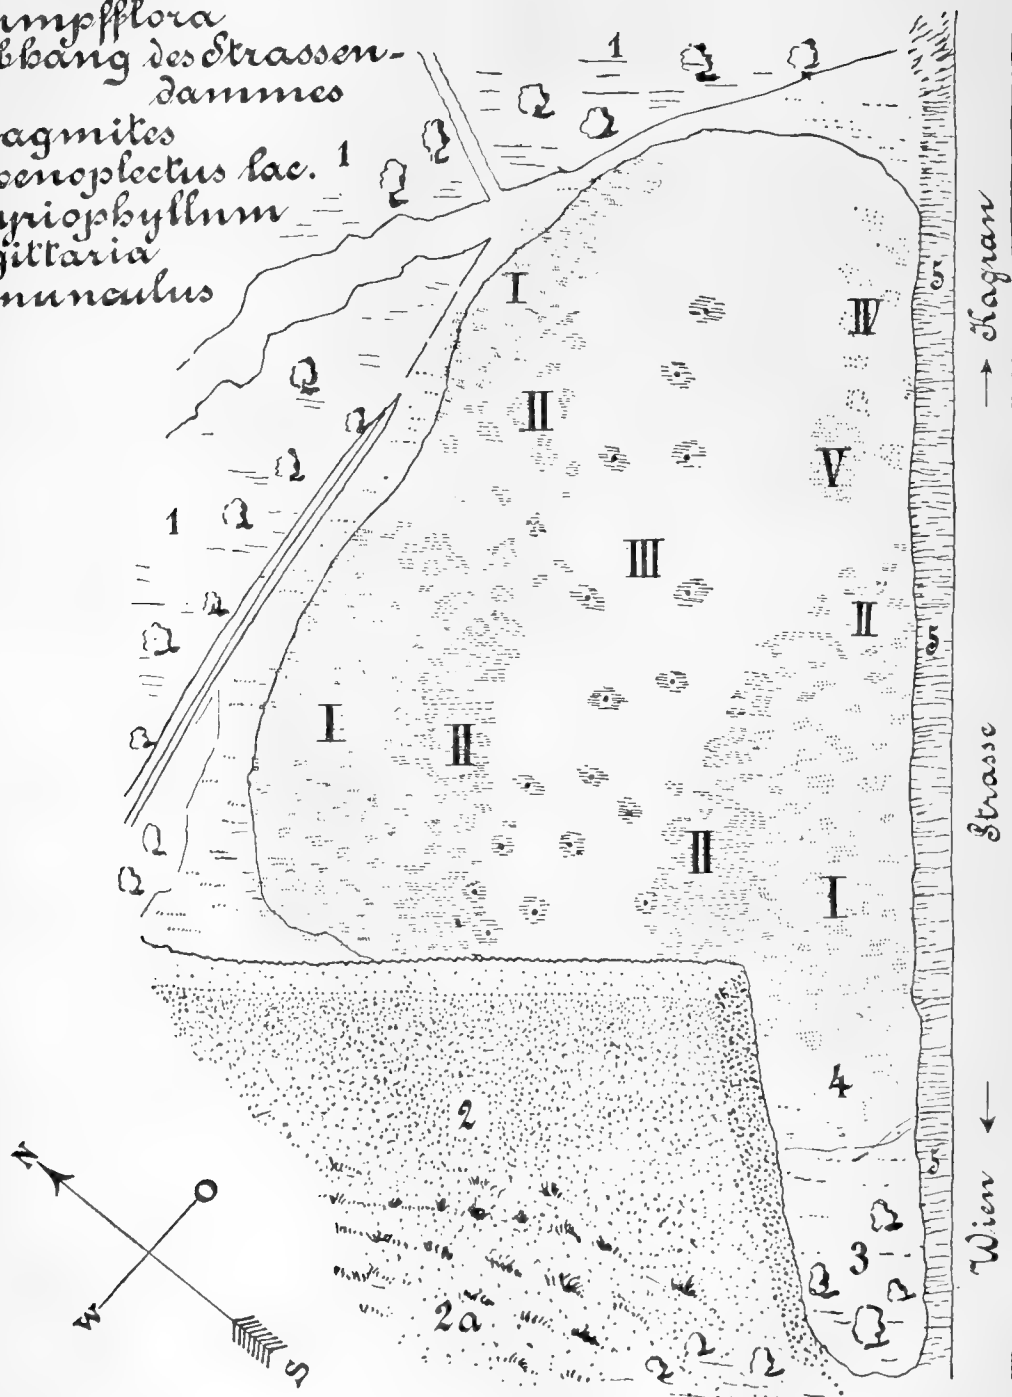 umpfflora
bhang des Strassen-
dammes
agmites
oenoplectus lac.
yriophyllum
gittaria
nunculus
1
1
I
II
IV
5
V
1
III
II
5
I
II
II
I
2
4
5
3
2a
N
O
W
S
→ Kagran
Strasse
Wien ←